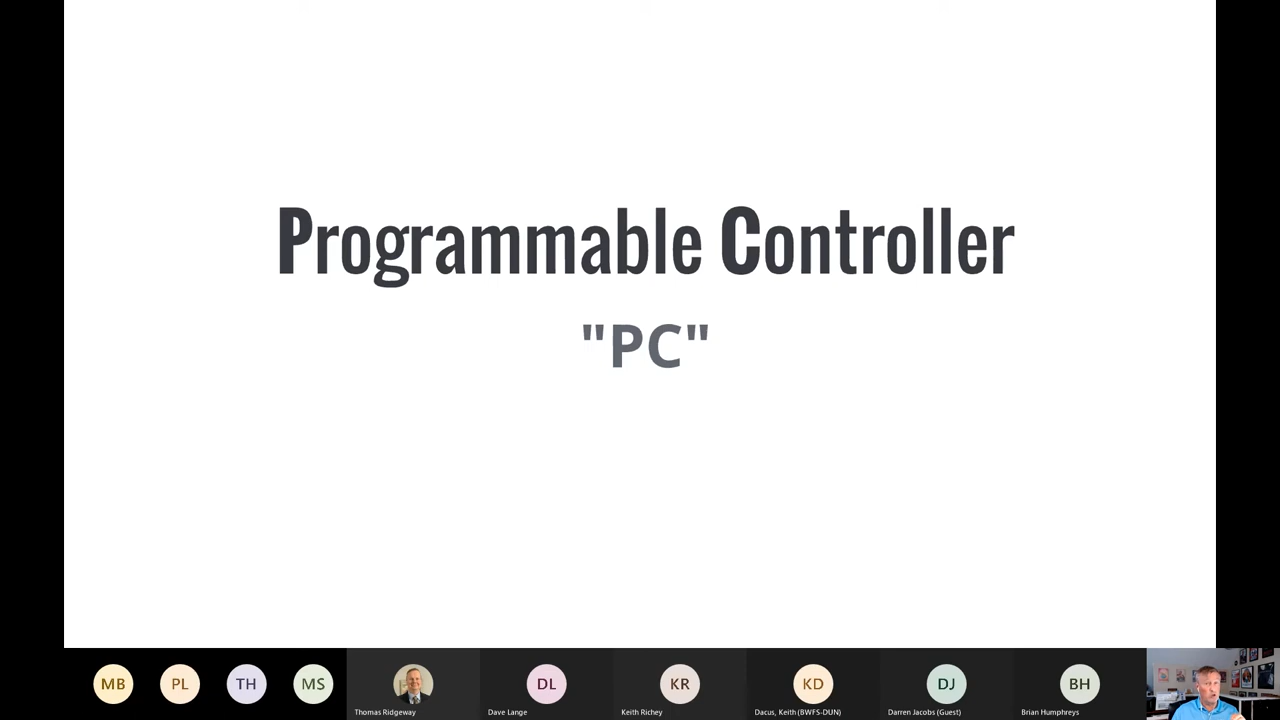 Programmable Controller
"PC"
MB
PL
TH
MS
DL
KR
KD
DJ
BH
Thomas Ridgeway
Dave Lange
Keith Richey
Dacus, Keith (BWFS-DUN)
Darren Jacobs (Guest)
Brian Humphreys